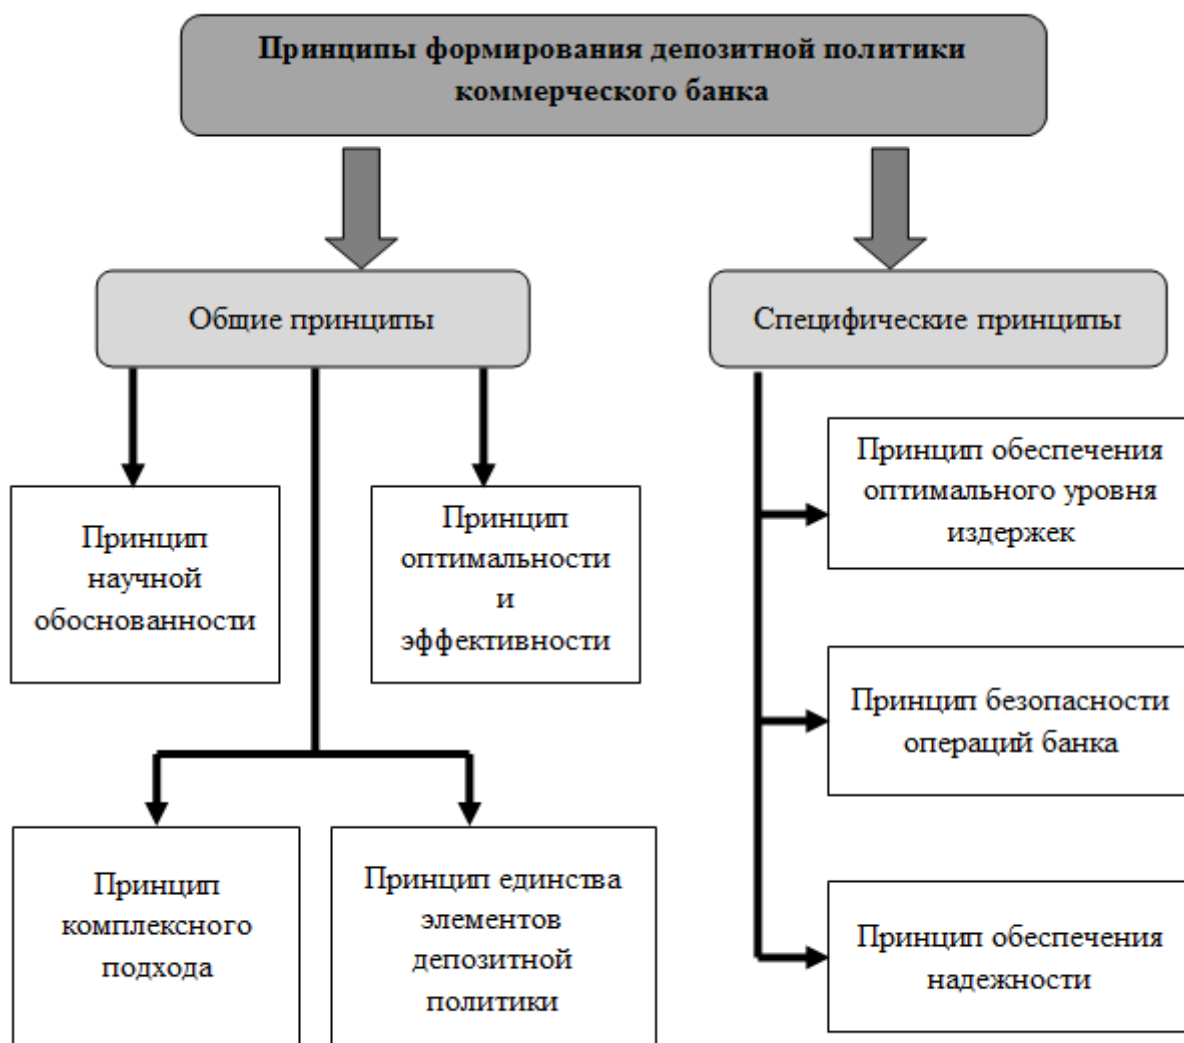 Принципы формирования депозитной политики
коммерческого банка
Общие принципы
Специфические принципы
Принцип
научной
обоснованности
Принцип
оптимальности
и
эффективности
Принцип
комплексного
подхода
Принцип единства
элементов
депозитной
политики
Принцип обеспечения
оптимального уровня
издержек
Принцип безопасности
операций банка
Принцип обеспечения
надежности